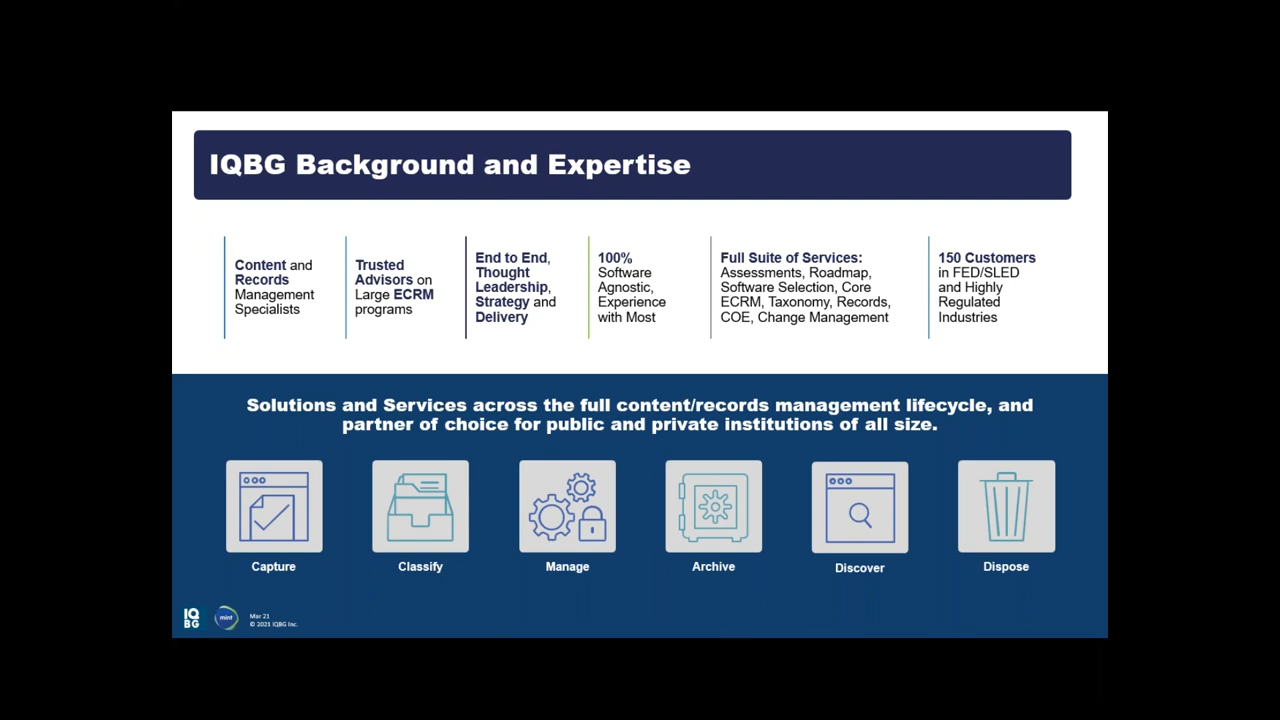 IQBG Background and Expertise
Content and
Records
Management
Specialists
Trusted
Advisors on
Large ECRM
programs
End to End,
Thought
Leadership,
Strategy and
Delivery
100%
Software
Agnostic,
Experience
with Most
Full Suite of Services:
Assessments, Roadmap,
Software Selection, Core
ECRM, Taxonomy, Records,
COE, Change Management
150 Customers
in FED/SLED
and Highly
Regulated
Industries
Solutions and Services across the full content/records management lifecycle, and
partner of choice for public and private institutions of all size.
Capture
Classify
Manage
Archive
Discover
Dispose
IQ
BG
mint
Mar 21
© 2021 IQBG Inc.